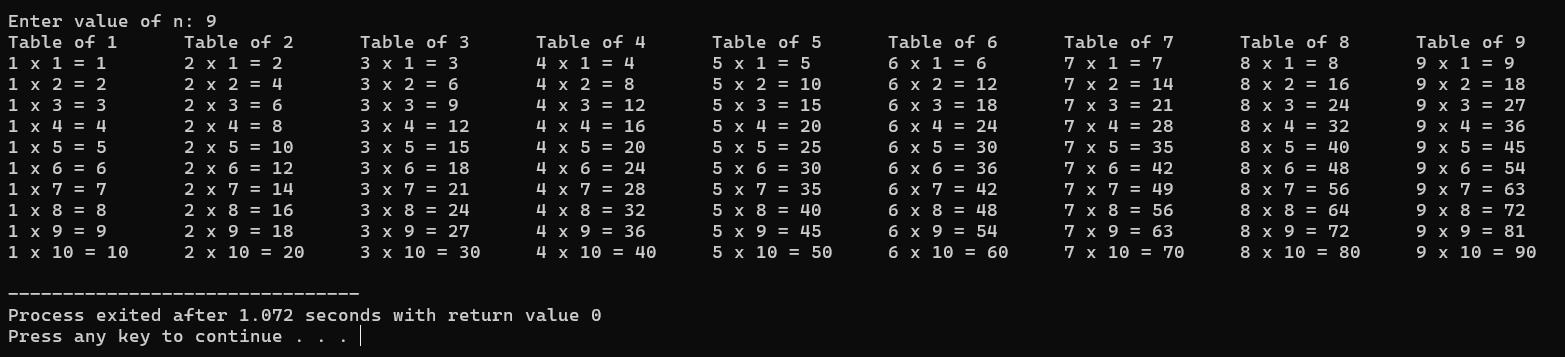 Enter value of n: 9
Table of 1      Table of 2      Table of 3      Table of 4      Table of 5      Table of 6      Table of 7      Table of 8      Table of 9
1 x 1 = 1       2 x 1 = 2       3 x 1 = 3       4 x 1 = 4       5 x 1 = 5       6 x 1 = 6       7 x 1 = 7       8 x 1 = 8       9 x 1 = 9
1 x 2 = 2       2 x 2 = 4       3 x 2 = 6       4 x 2 = 8       5 x 2 = 10      6 x 2 = 12      7 x 2 = 14      8 x 2 = 16      9 x 2 = 18
1 x 3 = 3       2 x 3 = 6       3 x 3 = 9       4 x 3 = 12      5 x 3 = 15      6 x 3 = 18      7 x 3 = 21      8 x 3 = 24      9 x 3 = 27
1 x 4 = 4       2 x 4 = 8       3 x 4 = 12      4 x 4 = 16      5 x 4 = 20      6 x 4 = 24      7 x 4 = 28      8 x 4 = 32      9 x 4 = 36
1 x 5 = 5       2 x 5 = 10      3 x 5 = 15      4 x 5 = 20      5 x 5 = 25      6 x 5 = 30      7 x 5 = 35      8 x 5 = 40      9 x 5 = 45
1 x 6 = 6       2 x 6 = 12      3 x 6 = 18      4 x 6 = 24      5 x 6 = 30      6 x 6 = 36      7 x 6 = 42      8 x 6 = 48      9 x 6 = 54
1 x 7 = 7       2 x 7 = 14      3 x 7 = 21      4 x 7 = 28      5 x 7 = 35      6 x 7 = 42      7 x 7 = 49      8 x 7 = 56      9 x 7 = 63
1 x 8 = 8       2 x 8 = 16      3 x 8 = 24      4 x 8 = 32      5 x 8 = 40      6 x 8 = 48      7 x 8 = 56      8 x 8 = 64      9 x 8 = 72
1 x 9 = 9       2 x 9 = 18      3 x 9 = 27      4 x 9 = 36      5 x 9 = 45      6 x 9 = 54      7 x 9 = 63      8 x 9 = 72      9 x 9 = 81
1 x 10 = 10     2 x 10 = 20     3 x 10 = 30     4 x 10 = 40     5 x 10 = 50     6 x 10 = 60     7 x 10 = 70     8 x 10 = 80     9 x 10 = 90
--------------------------------
Process exited after 1.072 seconds with return value 0
Press any key to continue . . .